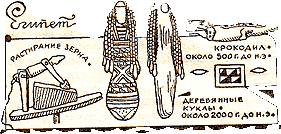 Египет
РАСТИРАНИЕ ЗЕРНА.
КРОКОДИЛ.
ОКОЛО 500 Г. ДО Н.Э.
ДЕРЕВЯННЫЕ
КУКЛЫ.
ОКОЛО 2000 Г. ДО Н.Э.